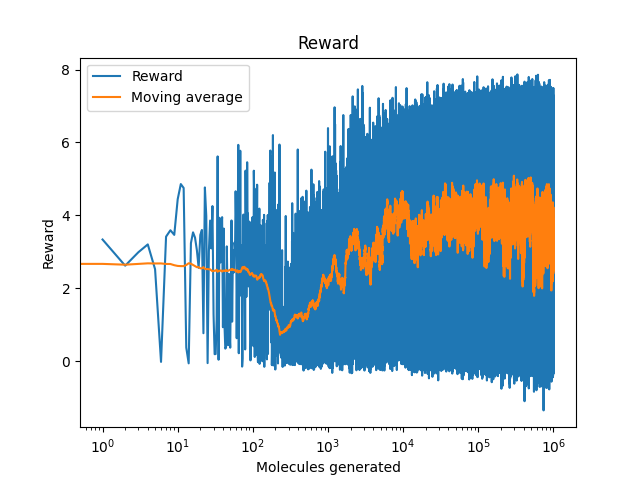 Reward
Reward
Moving average
8
6
4
2
0
Reward
10^0 10^1 10^2 10^3 10^4 10^5 10^6
Molecules generated